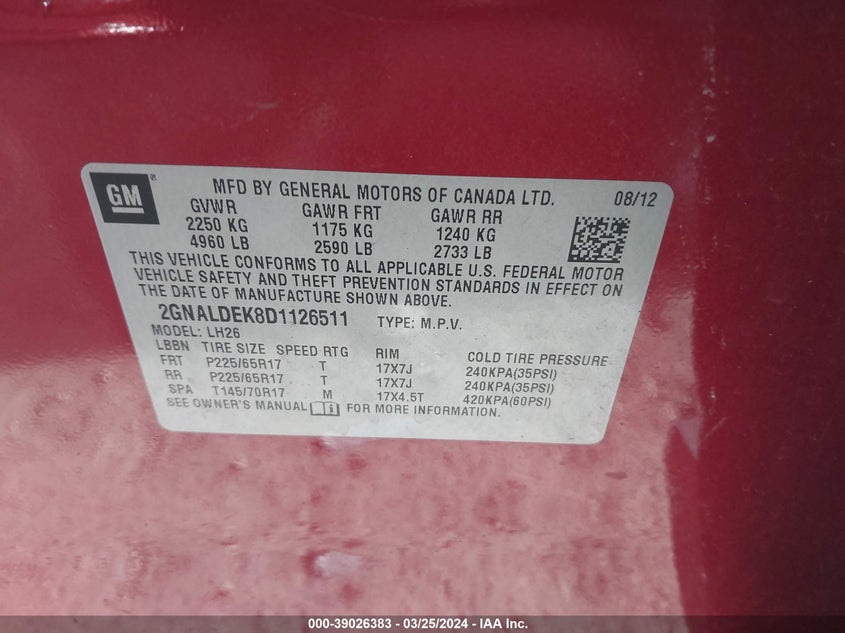 GM ®
MFD BY GENERAL MOTORS OF CANADA LTD. 08/12
GVWR GAWR FRT GAWR RR
2250 KG 1175 KG 1240 KG
4960 LB 2590 LB 2733 LB
THIS VEHICLE CONFORMS TO ALL APPLICABLE U.S. FEDERAL MOTOR
VEHICLE SAFETY AND THEFT PREVENTION STANDARDS IN EFFECT ON
THE DATE OF MANUFACTURE SHOWN ABOVE.
2GNALDEK8D1126511 TYPE: M.P.V.
MODEL: LH26
LBBN TIRE SIZE SPEED RTG RIM COLD TIRE PRESSURE
FRT P225/65R17 T 17X7J 240KPA(35PSI)
RR P225/65R17 T 17X7J 240KPA(35PSI)
SPA T145/70R17 M 17X4.5T 420KPA(60PSI)
SEE OWNER'S MANUAL FOR MORE INFORMATION.
000-39026383 - 03/25/2024 - IAA Inc.